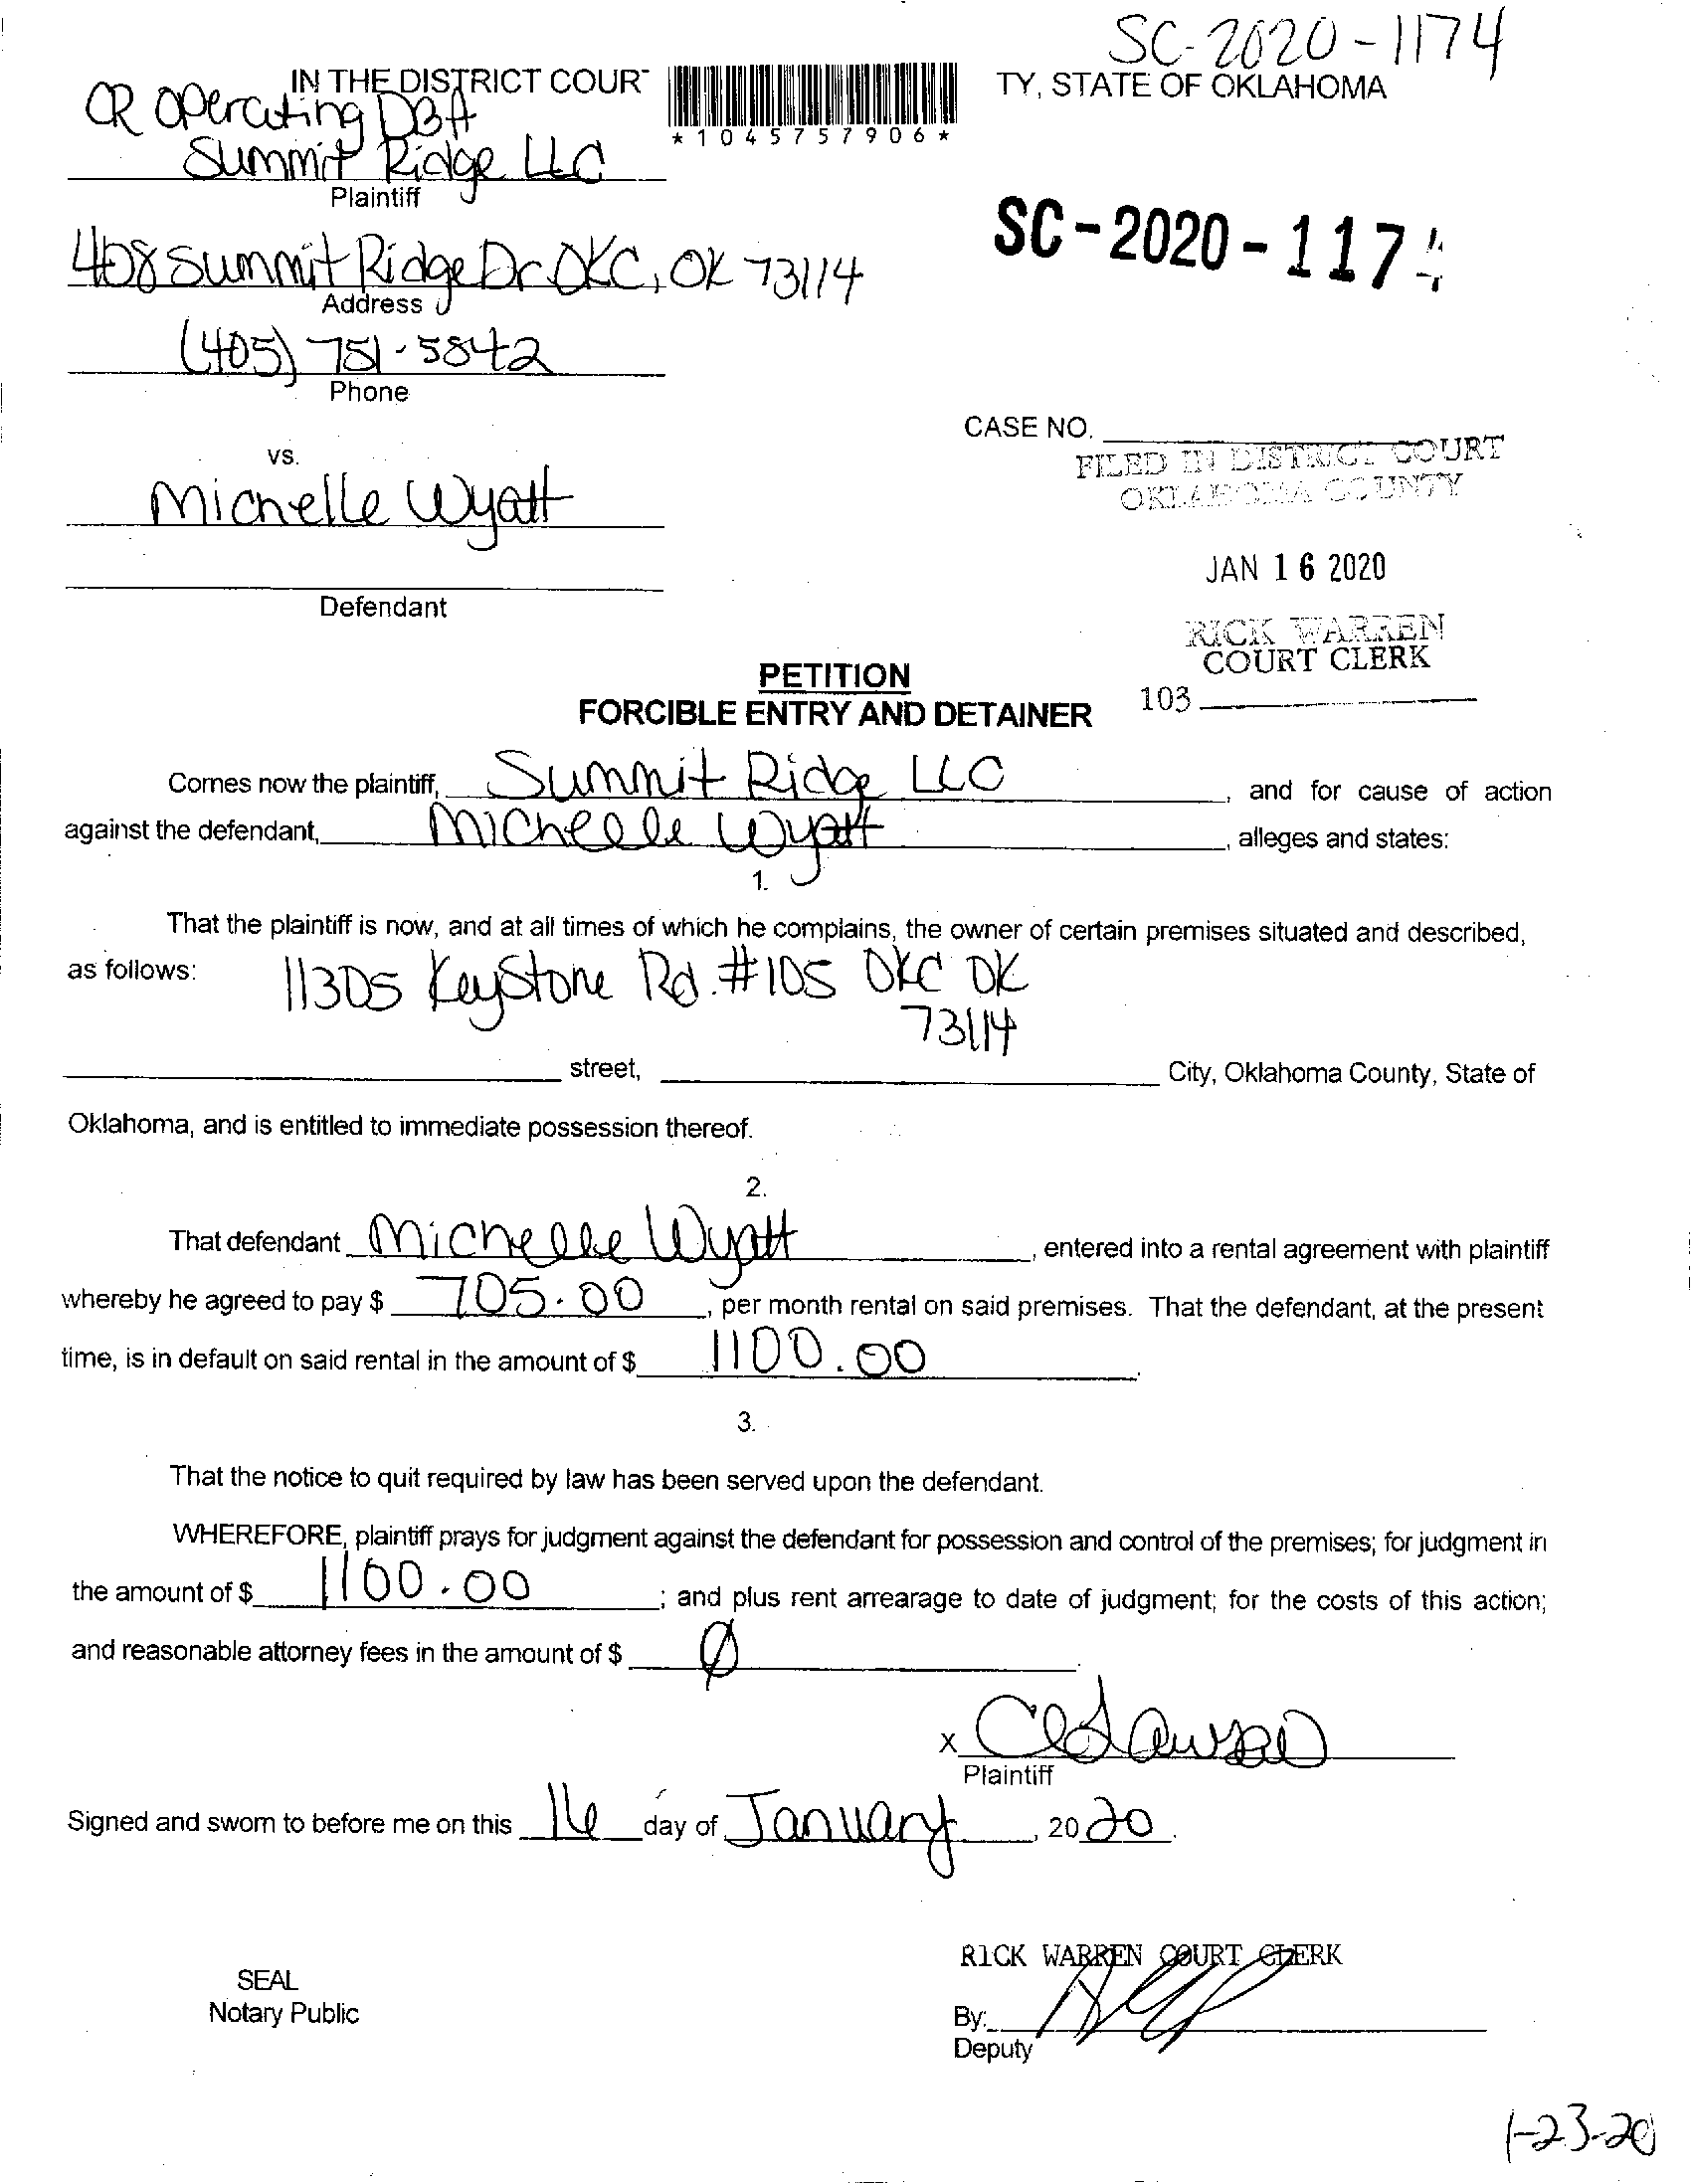 SC-2020-1174
IN THE DISTRICT COURT
TY, STATE OF OKLAHOMA
*1045757906*
CR Operating DBA
Summit Ridge LLC
Plaintiff
408 Summit Ridge Dr OKC, OK 73114
Address
SC-2020-1174
(405) 751-5842
Phone
CASE NO.
vs.
FILED IN DISTRICT COURT
OKLAHOMA COUNTY
Michelle Wyatt
JAN 16 2020
Defendant
RICK WARREN
COURT CLERK
103
PETITION
FORCIBLE ENTRY AND DETAINER
Comes now the plaintiff, Summit Ridge LLC, and for cause of action
against the defendant, Michelle Wyatt, alleges and states:
1.
That the plaintiff is now, and at all times of which he complains, the owner of certain premises situated and described,
as follows: 11305 Keystone Rd. #105 OKC OK
73114
street, City, Oklahoma County, State of
Oklahoma, and is entitled to immediate possession thereof.
2.
That defendant Michelle Wyatt, entered into a rental agreement with plaintiff
whereby he agreed to pay $ 705.00, per month rental on said premises. That the defendant, at the present
time, is in default on said rental in the amount of $ 1100.00.
3.
That the notice to quit required by law has been served upon the defendant.
WHEREFORE, plaintiff prays for judgment against the defendant for possession and control of the premises; for judgment in
the amount of $ 1100.00; and plus rent arrearage to date of judgment; for the costs of this action;
and reasonable attorney fees in the amount of $ Ø.
x
Plaintiff
Signed and sworn to before me on this 16 day of January, 2020.
RICK WARREN COURT CLERK
SEAL
Notary Public
By:
Deputy
1-23-20